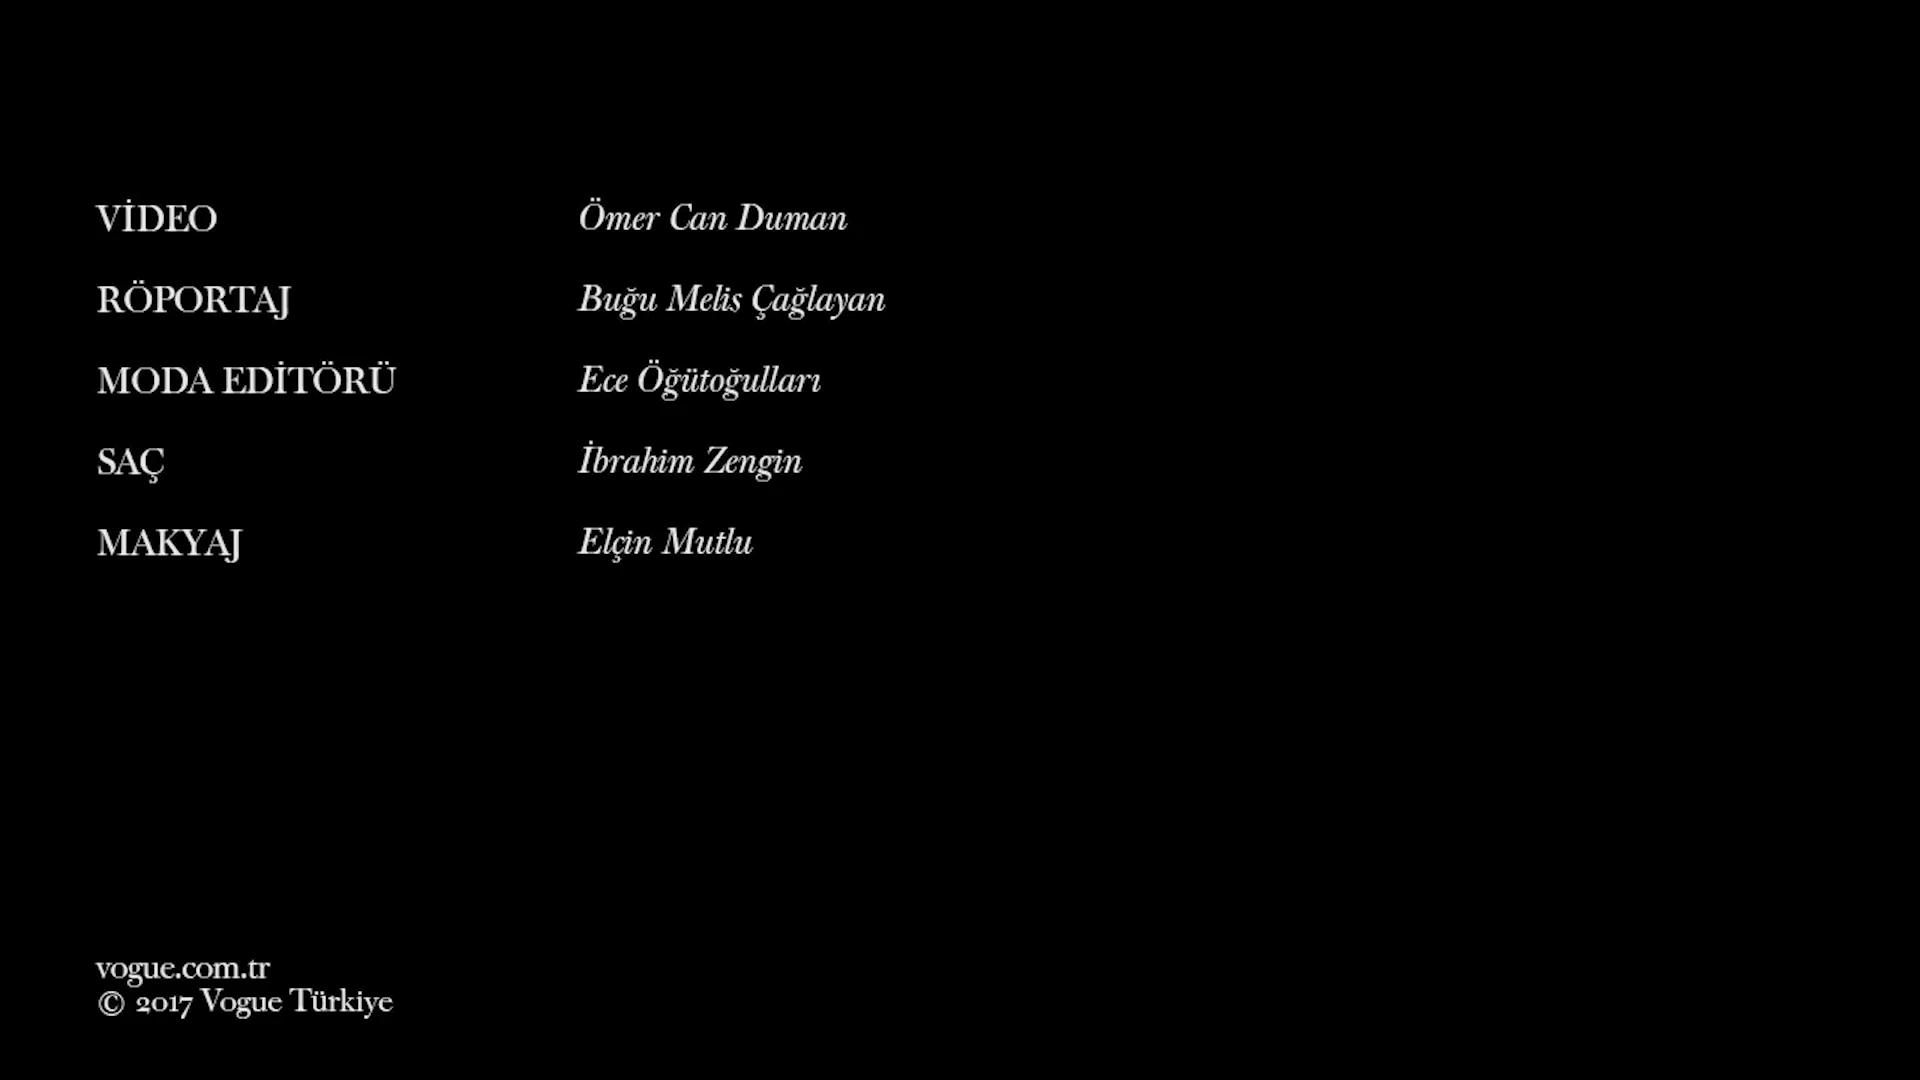 VİDEO Ömer Can Duman
RÖPORTAJ Buğu Melis Çağlayan
MODA EDİTÖRÜ Ece Öğütoğulları
SAÇ İbrahim Zengin
MAKYAJ Elçin Mutlu
vogue.com.tr
© 2017 Vogue Türkiye